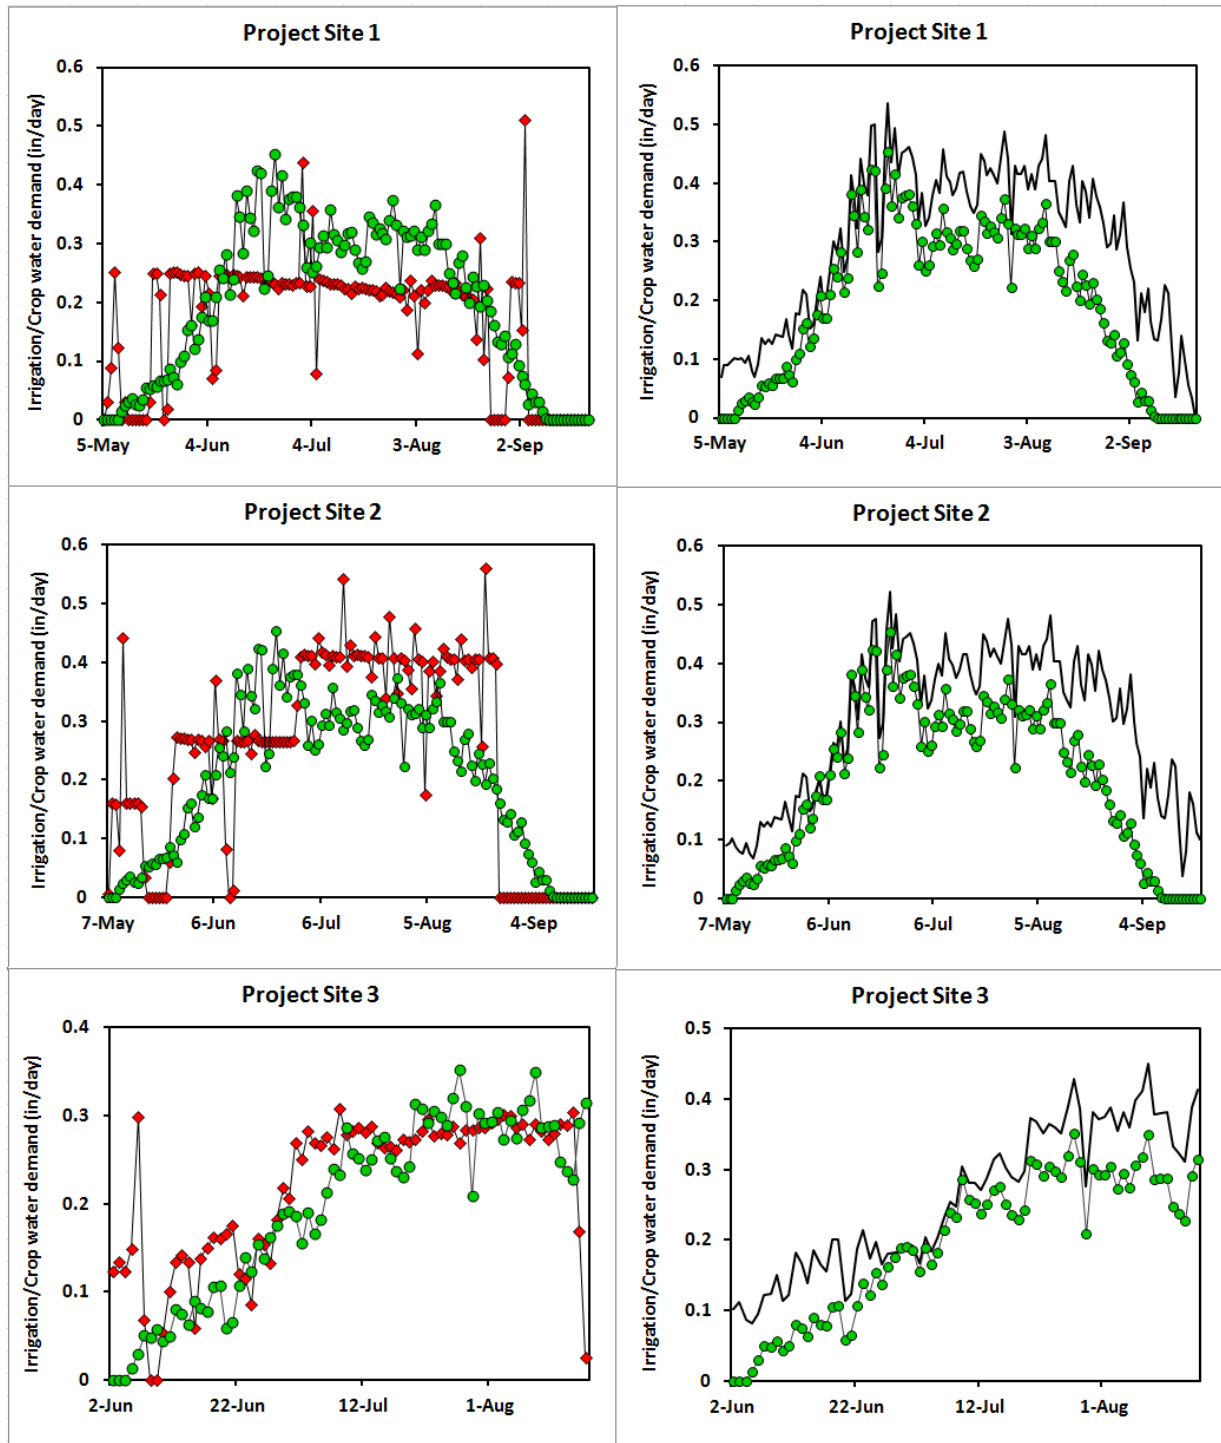 Project Site 1
Irrigation/Crop water demand (in/day)
0.6
0.5
0.4
0.3
0.2
0.1
0
5-May 4-Jun 4-Jul 3-Aug 2-Sep
Project Site 1
Irrigation/Crop water demand (in/day)
0.6
0.5
0.4
0.3
0.2
0.1
0
5-May 4-Jun 4-Jul 3-Aug 2-Sep
Project Site 2
Irrigation/Crop water demand (in/day)
0.6
0.5
0.4
0.3
0.2
0.1
0
7-May 6-Jun 6-Jul 5-Aug 4-Sep
Project Site 2
Irrigation/Crop water demand (in/day)
0.6
0.5
0.4
0.3
0.2
0.1
0
7-May 6-Jun 6-Jul 5-Aug 4-Sep
Project Site 3
Irrigation/Crop water demand (in/day)
0.4
0.3
0.2
0.1
0
2-Jun 22-Jun 12-Jul 1-Aug
Project Site 3
Irrigation/Crop water demand (in/day)
0.5
0.4
0.3
0.2
0.1
0
2-Jun 22-Jun 12-Jul 1-Aug